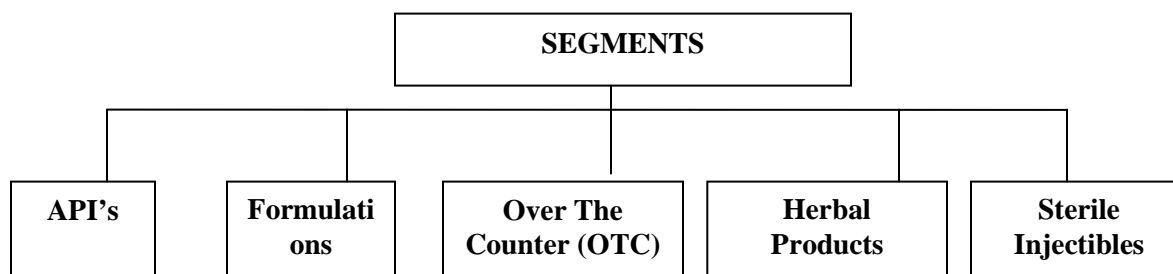 SEGMENTS
API's
Formulati
ons
Over The
Counter (OTC)
Herbal
Products
Sterile
Injectibles